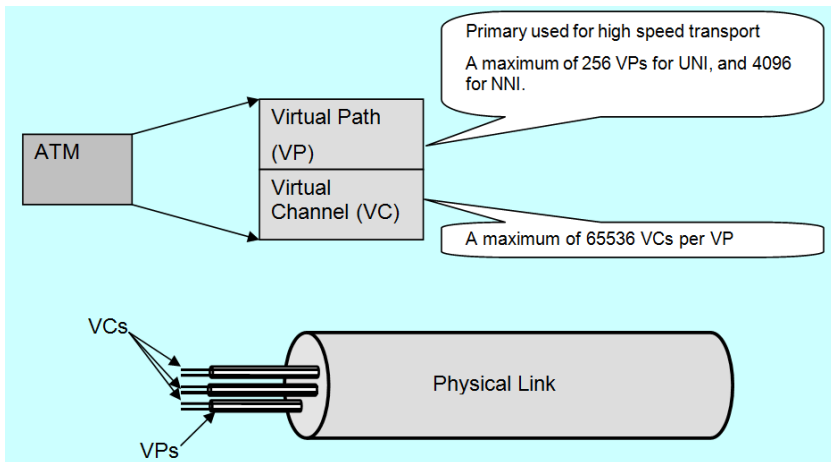 Primary used for high speed transport
A maximum of 256 VPs for UNI, and 4096
for NNI.
ATM
Virtual Path
(VP)
Virtual
Channel (VC)
A maximum of 65536 VCs per VP
VCs
Physical Link
VPs